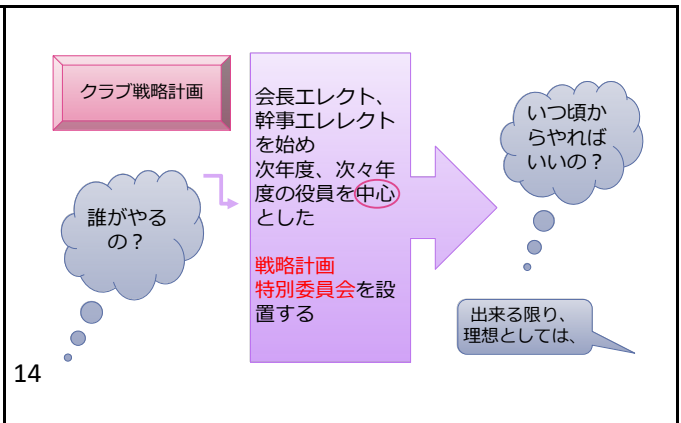 クラブ戦略計画
誰がやる
の？
会長エレクト、
幹事エレレクト
を始め
次年度、次々年
度の役員を中心
とした
戦略計画
特別委員会を設
置する
いつ頃か
らやれば
いいの？
出来る限り、
理想としては、
14